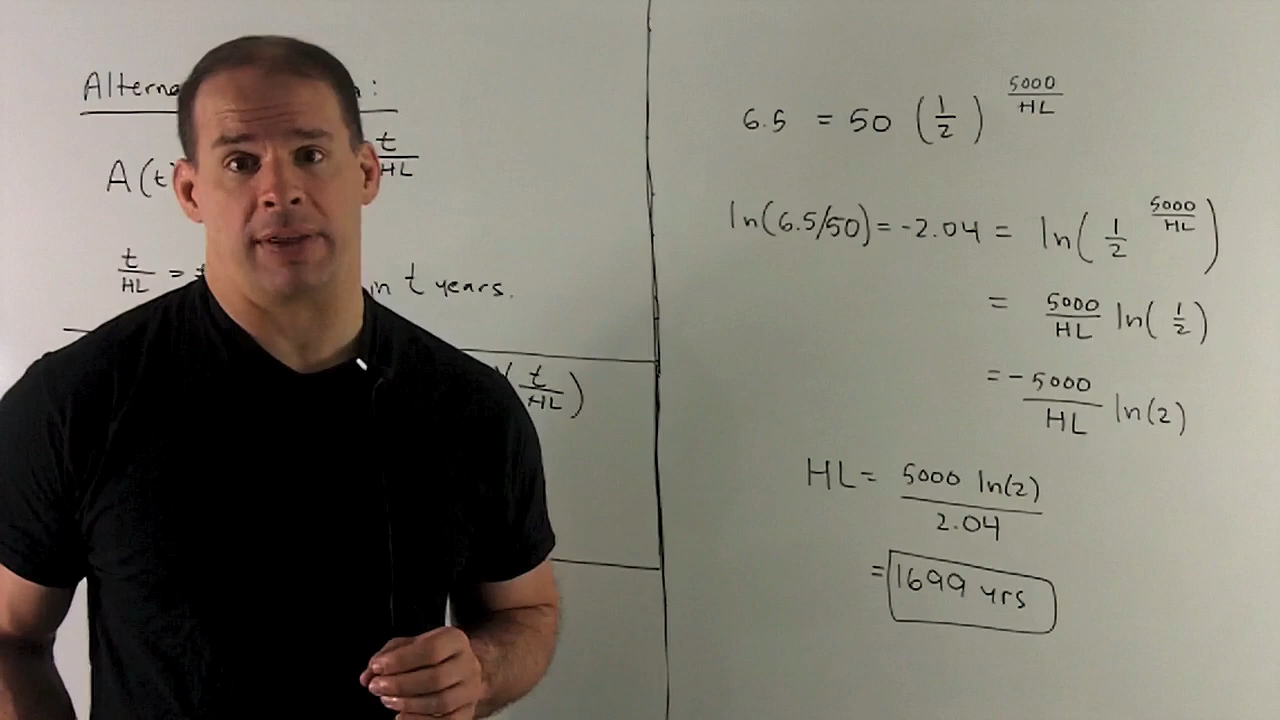 Alterna :
A(t t/HL
t/HL =
in t years.
(t/HL)
6.5 = 50 (1/2)^(5000/HL)
ln(6.5/50) = -2.04 = ln(1/2^(5000/HL))
= 5000/HL ln(1/2)
= -5000/HL ln(2)
HL = 5000 ln(2)/2.04
= 1699 yrs